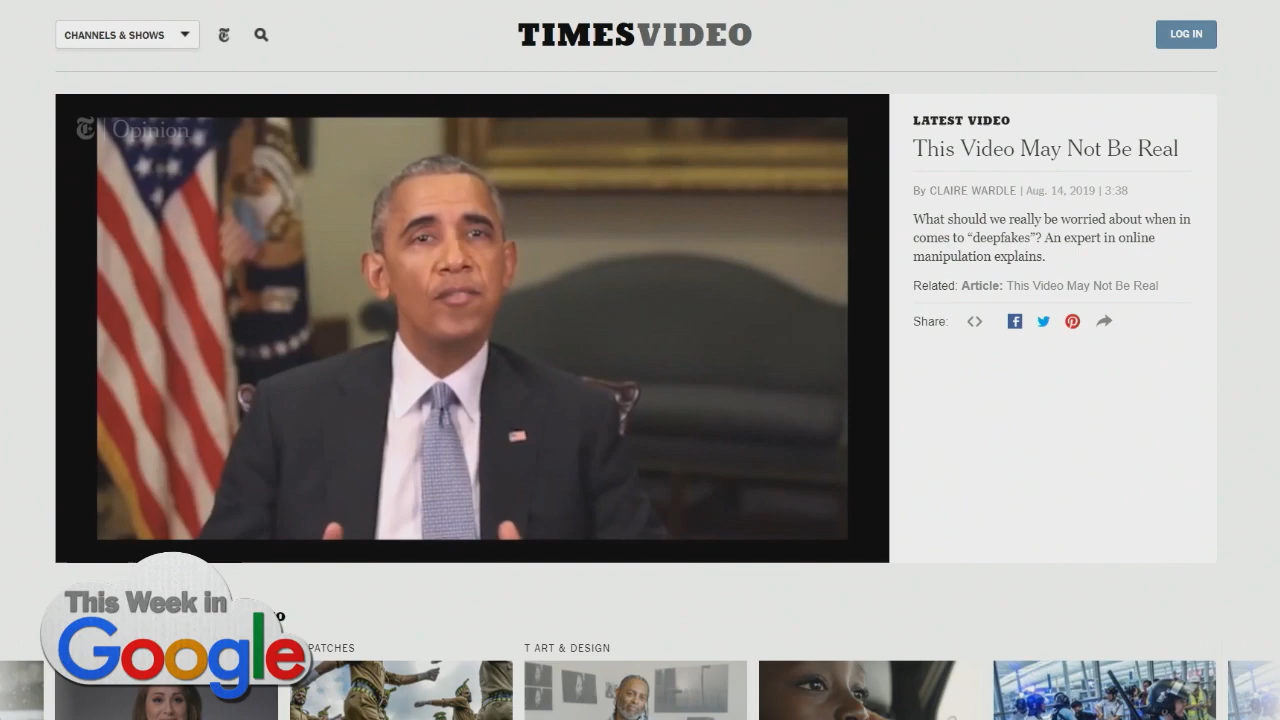 CHANNELS & SHOWS
TIMESVIDEO
LOG IN
Opinion
LATEST VIDEO
This Video May Not Be Real
By CLAIRE WARDLE | Aug. 14, 2019 | 3:38
What should we really be worried about when in
comes to “deepfakes”? An expert in online
manipulation explains.
Related: Article: This Video May Not Be Real
Share:
This Week in
Google
PATCHES
T ART & DESIGN